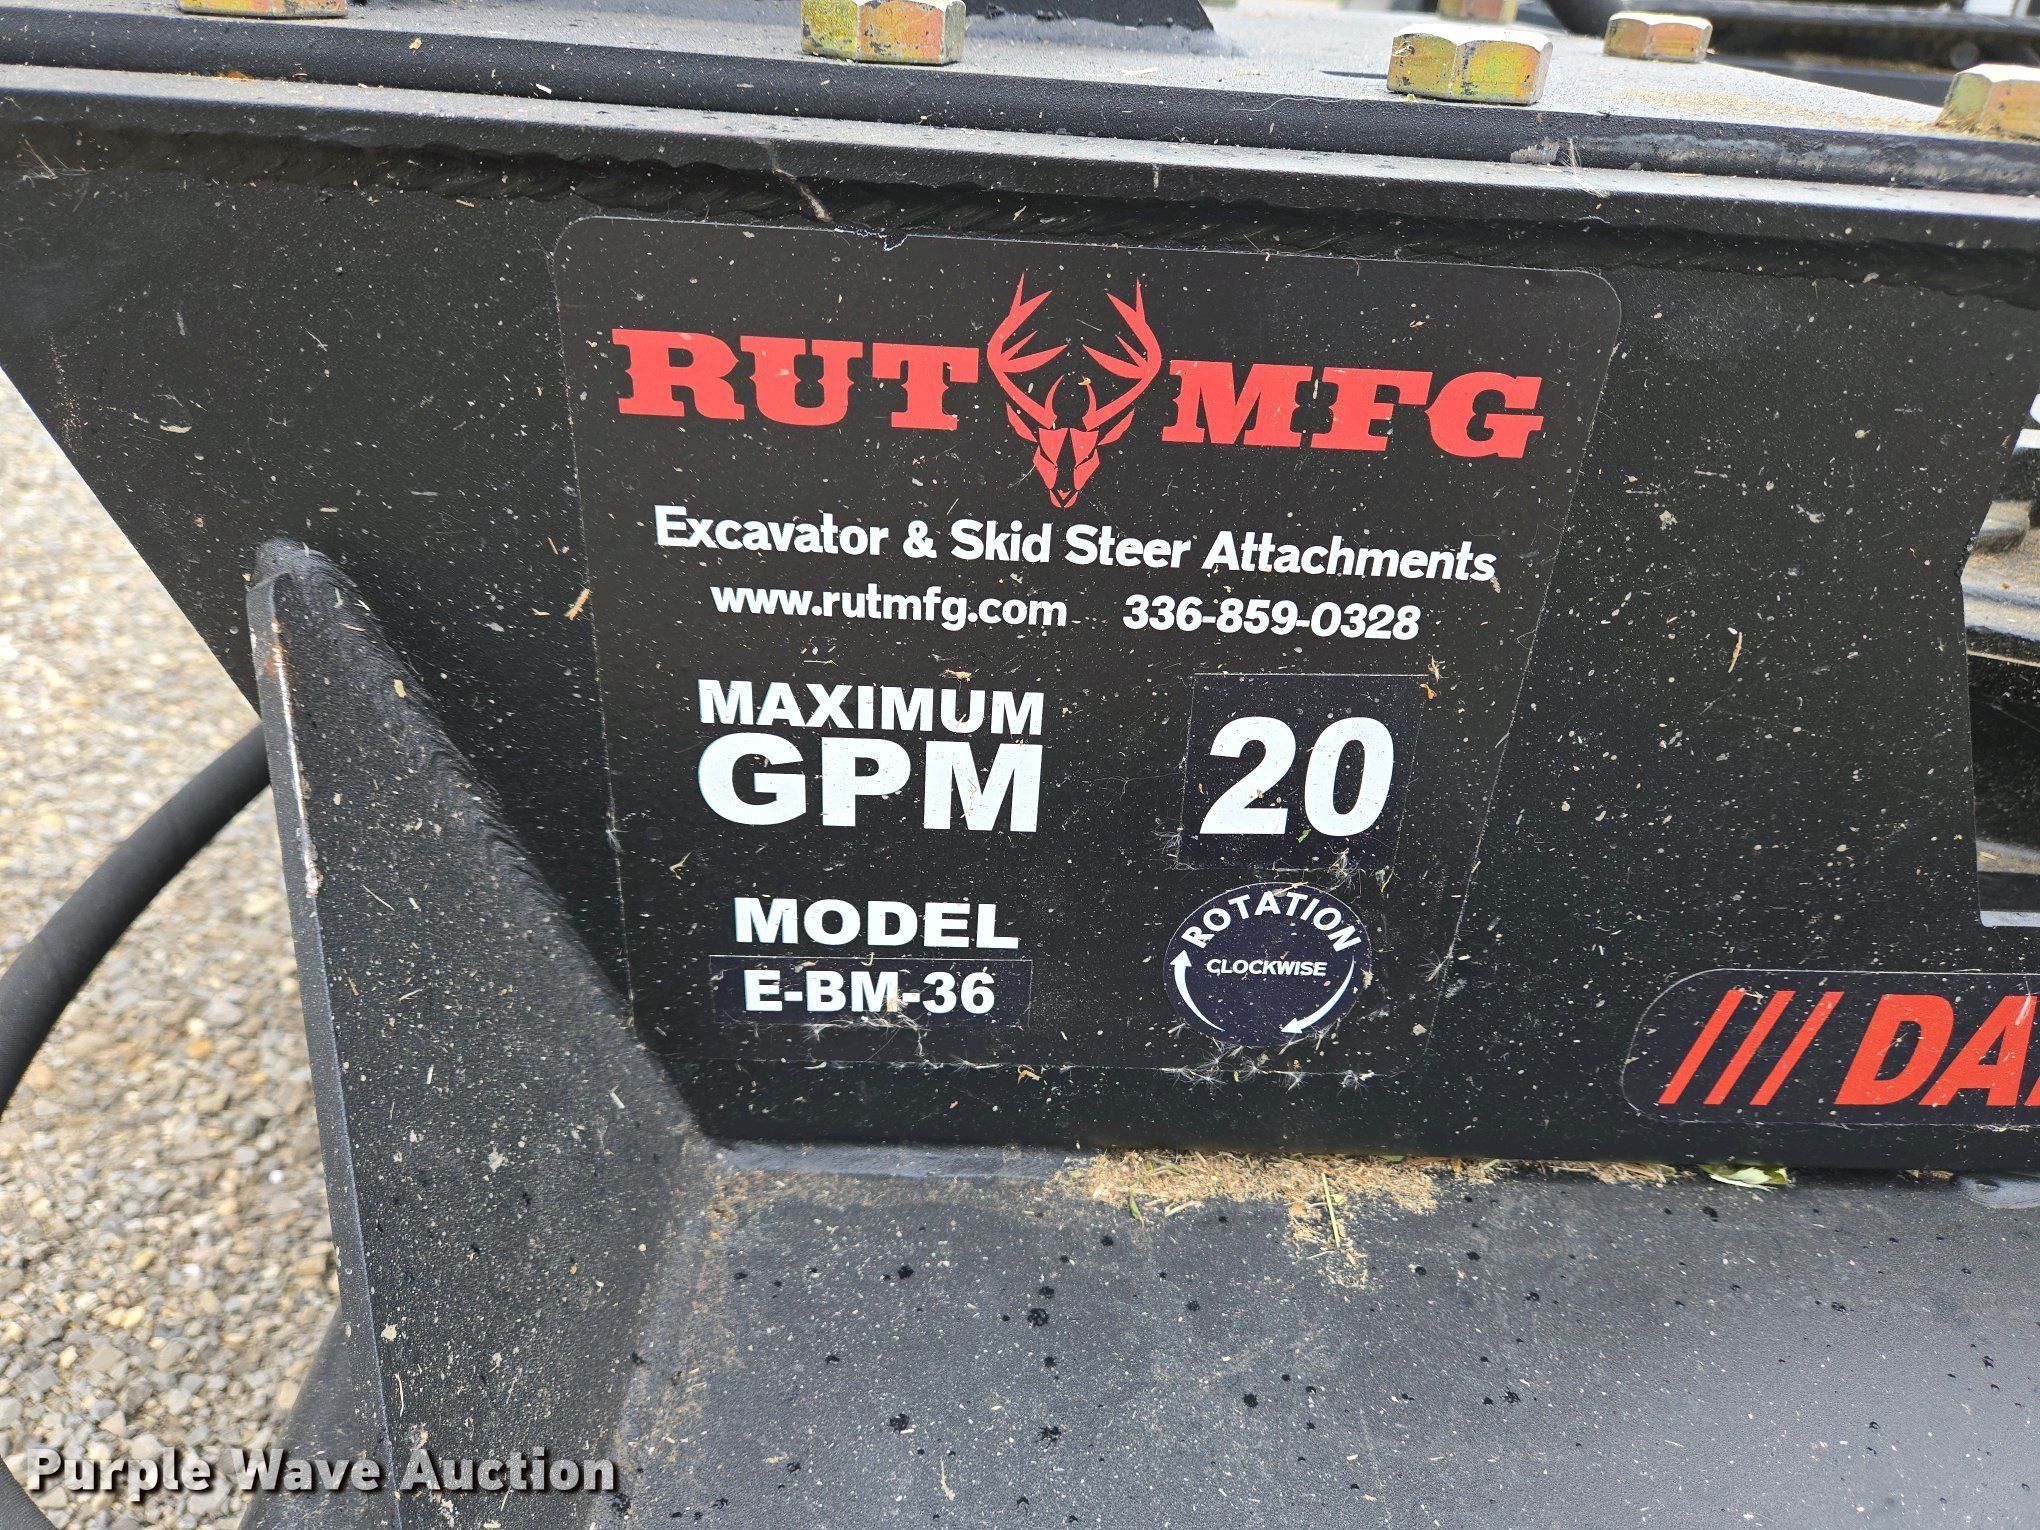 RUT MFG
Excavator & Skid Steer Attachments
www.rutmfg.com 336-859-0328
MAXIMUM
GPM 20
MODEL
E-BM-36
ROTATION
CLOCKWISE
/// DA
Purple Wave Auction